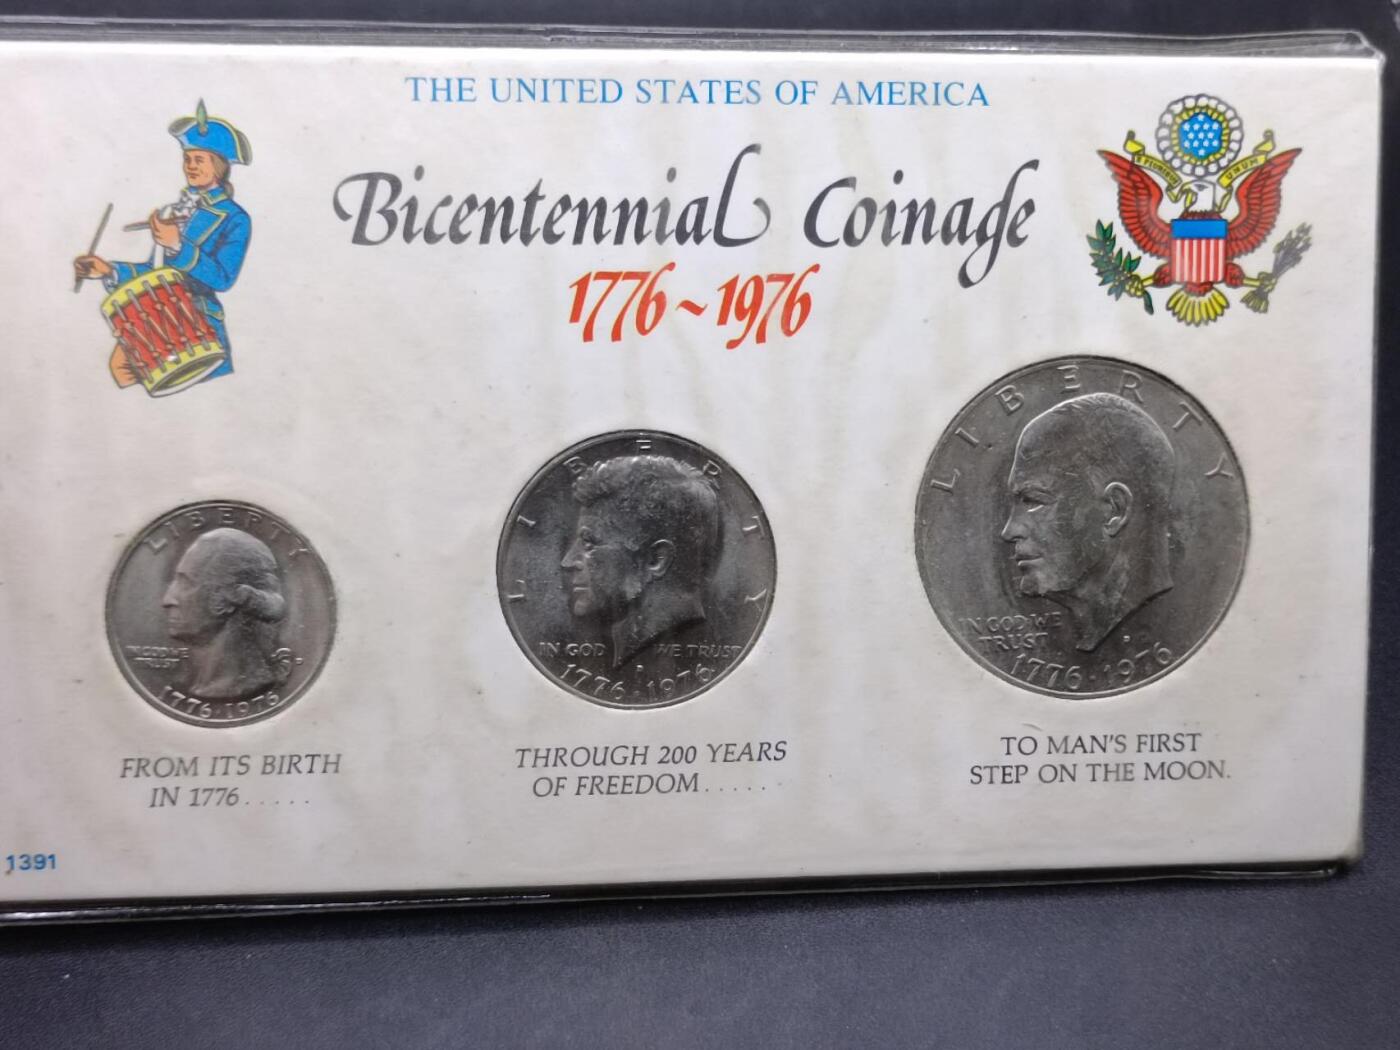 THE UNITED STATES OF AMERICA
Bicentennial Coinage
1776~1976
E PLURIBUS UNUM
LIBERTY
IN GOD WE
TRUST
D
1776·1976
LIBERTY
IN GOD WE TRUST
D
1776·1976
LIBERTY
IN GOD WE
TRUST
D
1776·1976
FROM ITS BIRTH
IN 1776......
THROUGH 200 YEARS
OF FREEDOM......
TO MAN'S FIRST
STEP ON THE MOON.
1391